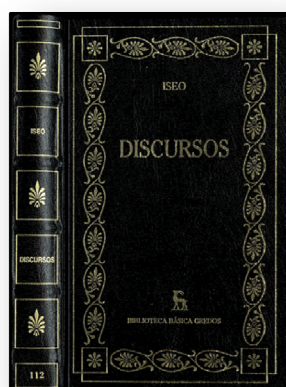 ISEO
DISCURSOS
112
ISEO
DISCURSOS
BIBLIOTECA BÁSICA GREDOS